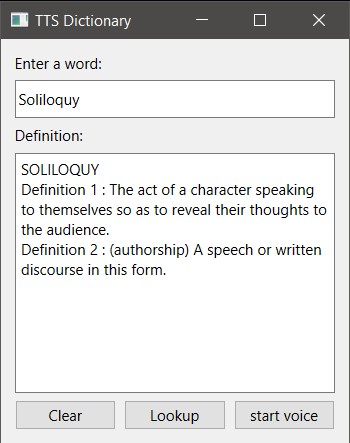 TTS Dictionary
Enter a word:
Soliloquy
Definition:
SOLILOQUY
Definition 1 : The act of a character speaking
to themselves so as to reveal their thoughts to
the audience.
Definition 2 : (authorship) A speech or written
discourse in this form.
Clear
Lookup
start voice